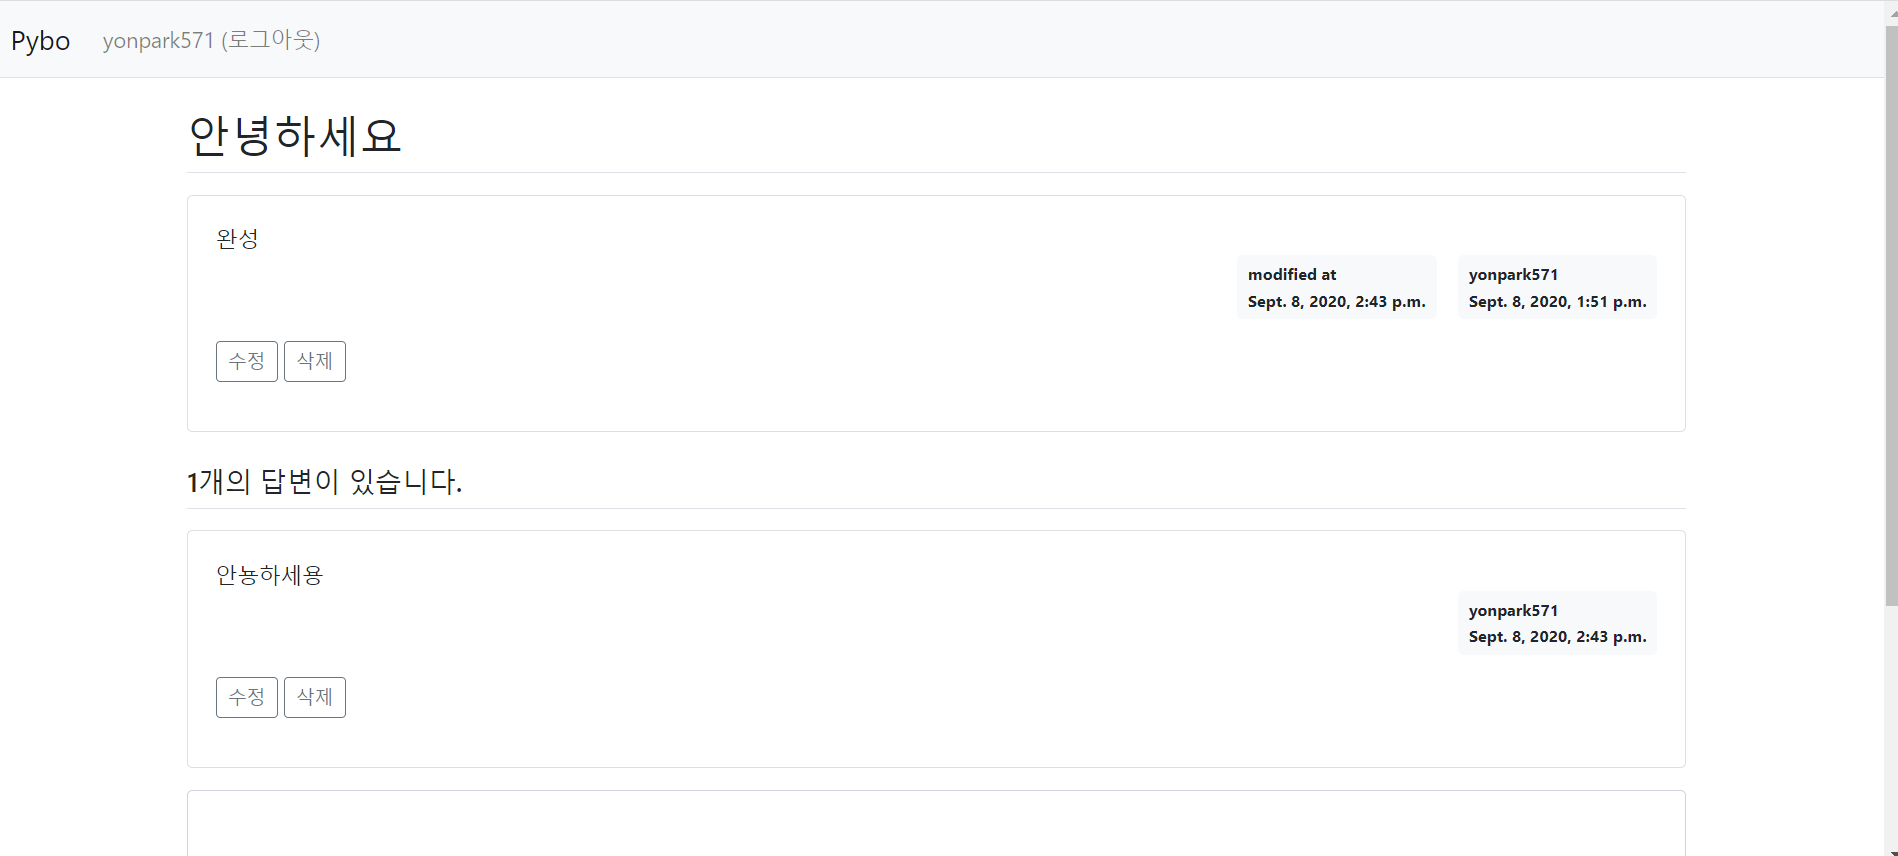 Pybo yonpark571 (로그아웃)
안녕하세요
완성
modified at
Sept. 8, 2020, 2:43 p.m.
yonpark571
Sept. 8, 2020, 1:51 p.m.
수정 삭제
1개의 답변이 있습니다.
안뇽하세용
yonpark571
Sept. 8, 2020, 2:43 p.m.
수정 삭제